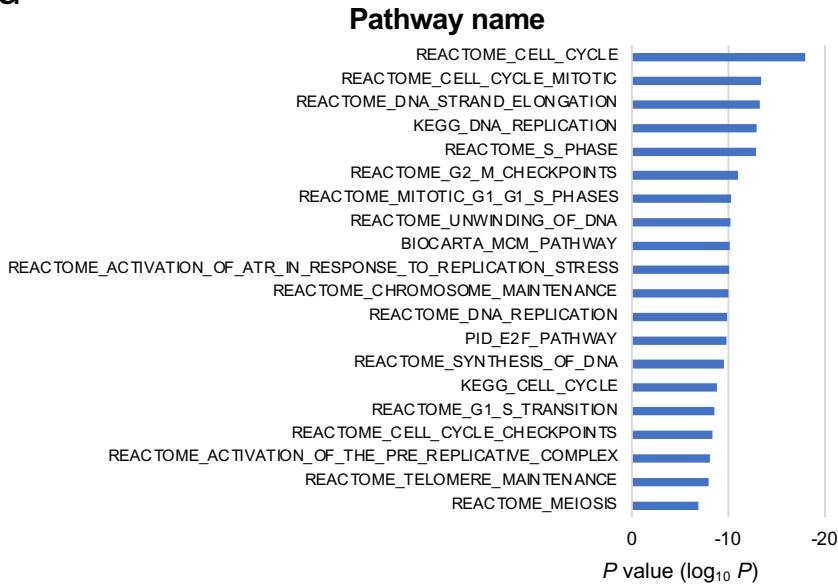 Pathway name
REACTOME_CELL_CYCLE
REACTOME_CELL_CYCLE_MITOTIC
REACTOME_DNA_STRAND_ELONGATION
KEGG_DNA_REPLICATION
REACTOME_S_PHASE
REACTOME_G2_M_CHECKPOINTS
REACTOME_MITOTIC_G1_G1_S_PHASES
REACTOME_UNWINDING_OF_DNA
BIOCARTA_MCM_PATHWAY
REACTOME_ACTIVATION_OF_ATR_IN_RESPONSE_TO_REPLICATION_STRESS
REACTOME_CHROMOSOME_MAINTENANCE
REACTOME_DNA_REPLICATION
PID_E2F_PATHWAY
REACTOME_SYNTHESIS_OF_DNA
KEGG_CELL_CYCLE
REACTOME_G1_S_TRANSITION
REACTOME_CELL_CYCLE_CHECKPOINTS
REACTOME_ACTIVATION_OF_THE_PRE_REPLICATIVE_COMPLEX
REACTOME_TELOMERE_MAINTENANCE
REACTOME_MEIOSIS
0 -10 -20
P value (log₁₀ P)